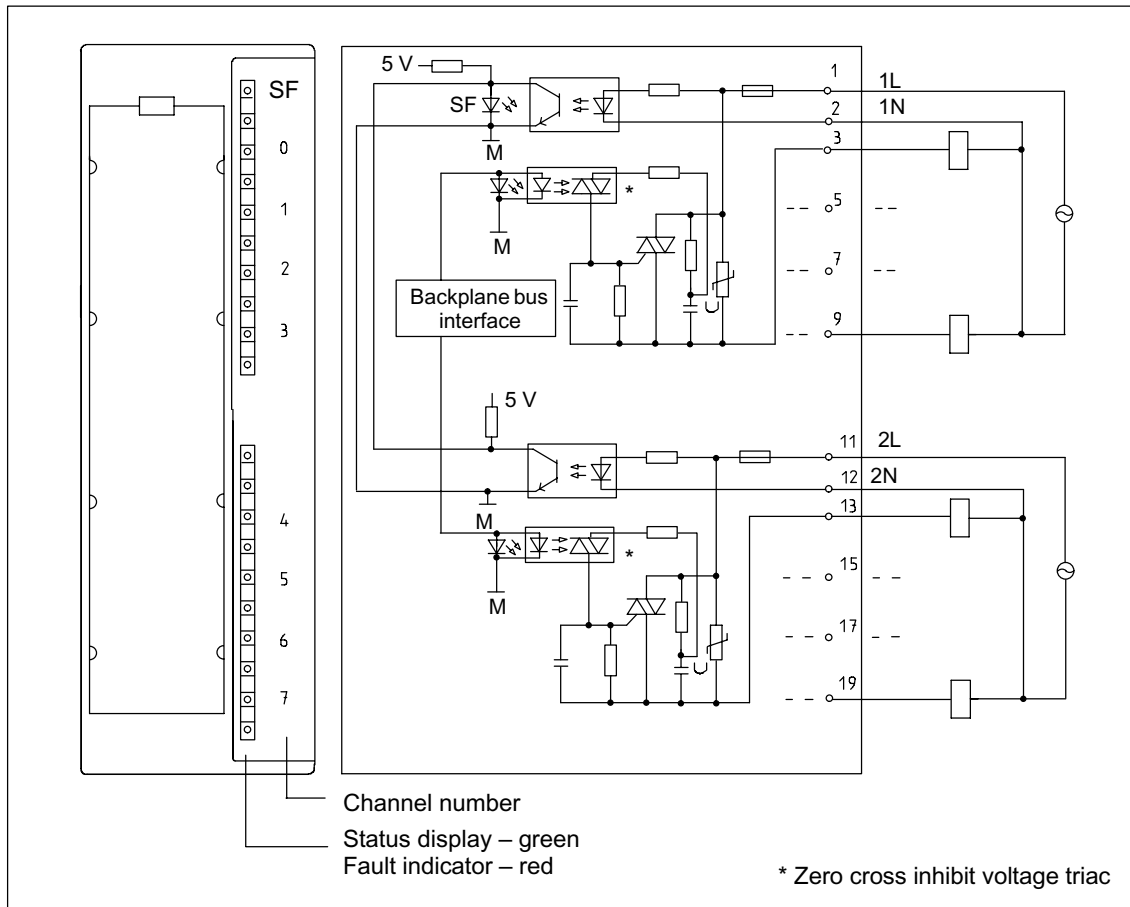 SF
0
1
2
3
4
5
6
7
Channel number
Status display – green
Fault indicator – red
5 V
SF
M
*
M
Backplane bus
interface
5 V
M
*
M
1
1L
2
1N
3
5
7
9
11
2L
12
2N
13
15
17
19
* Zero cross inhibit voltage triac